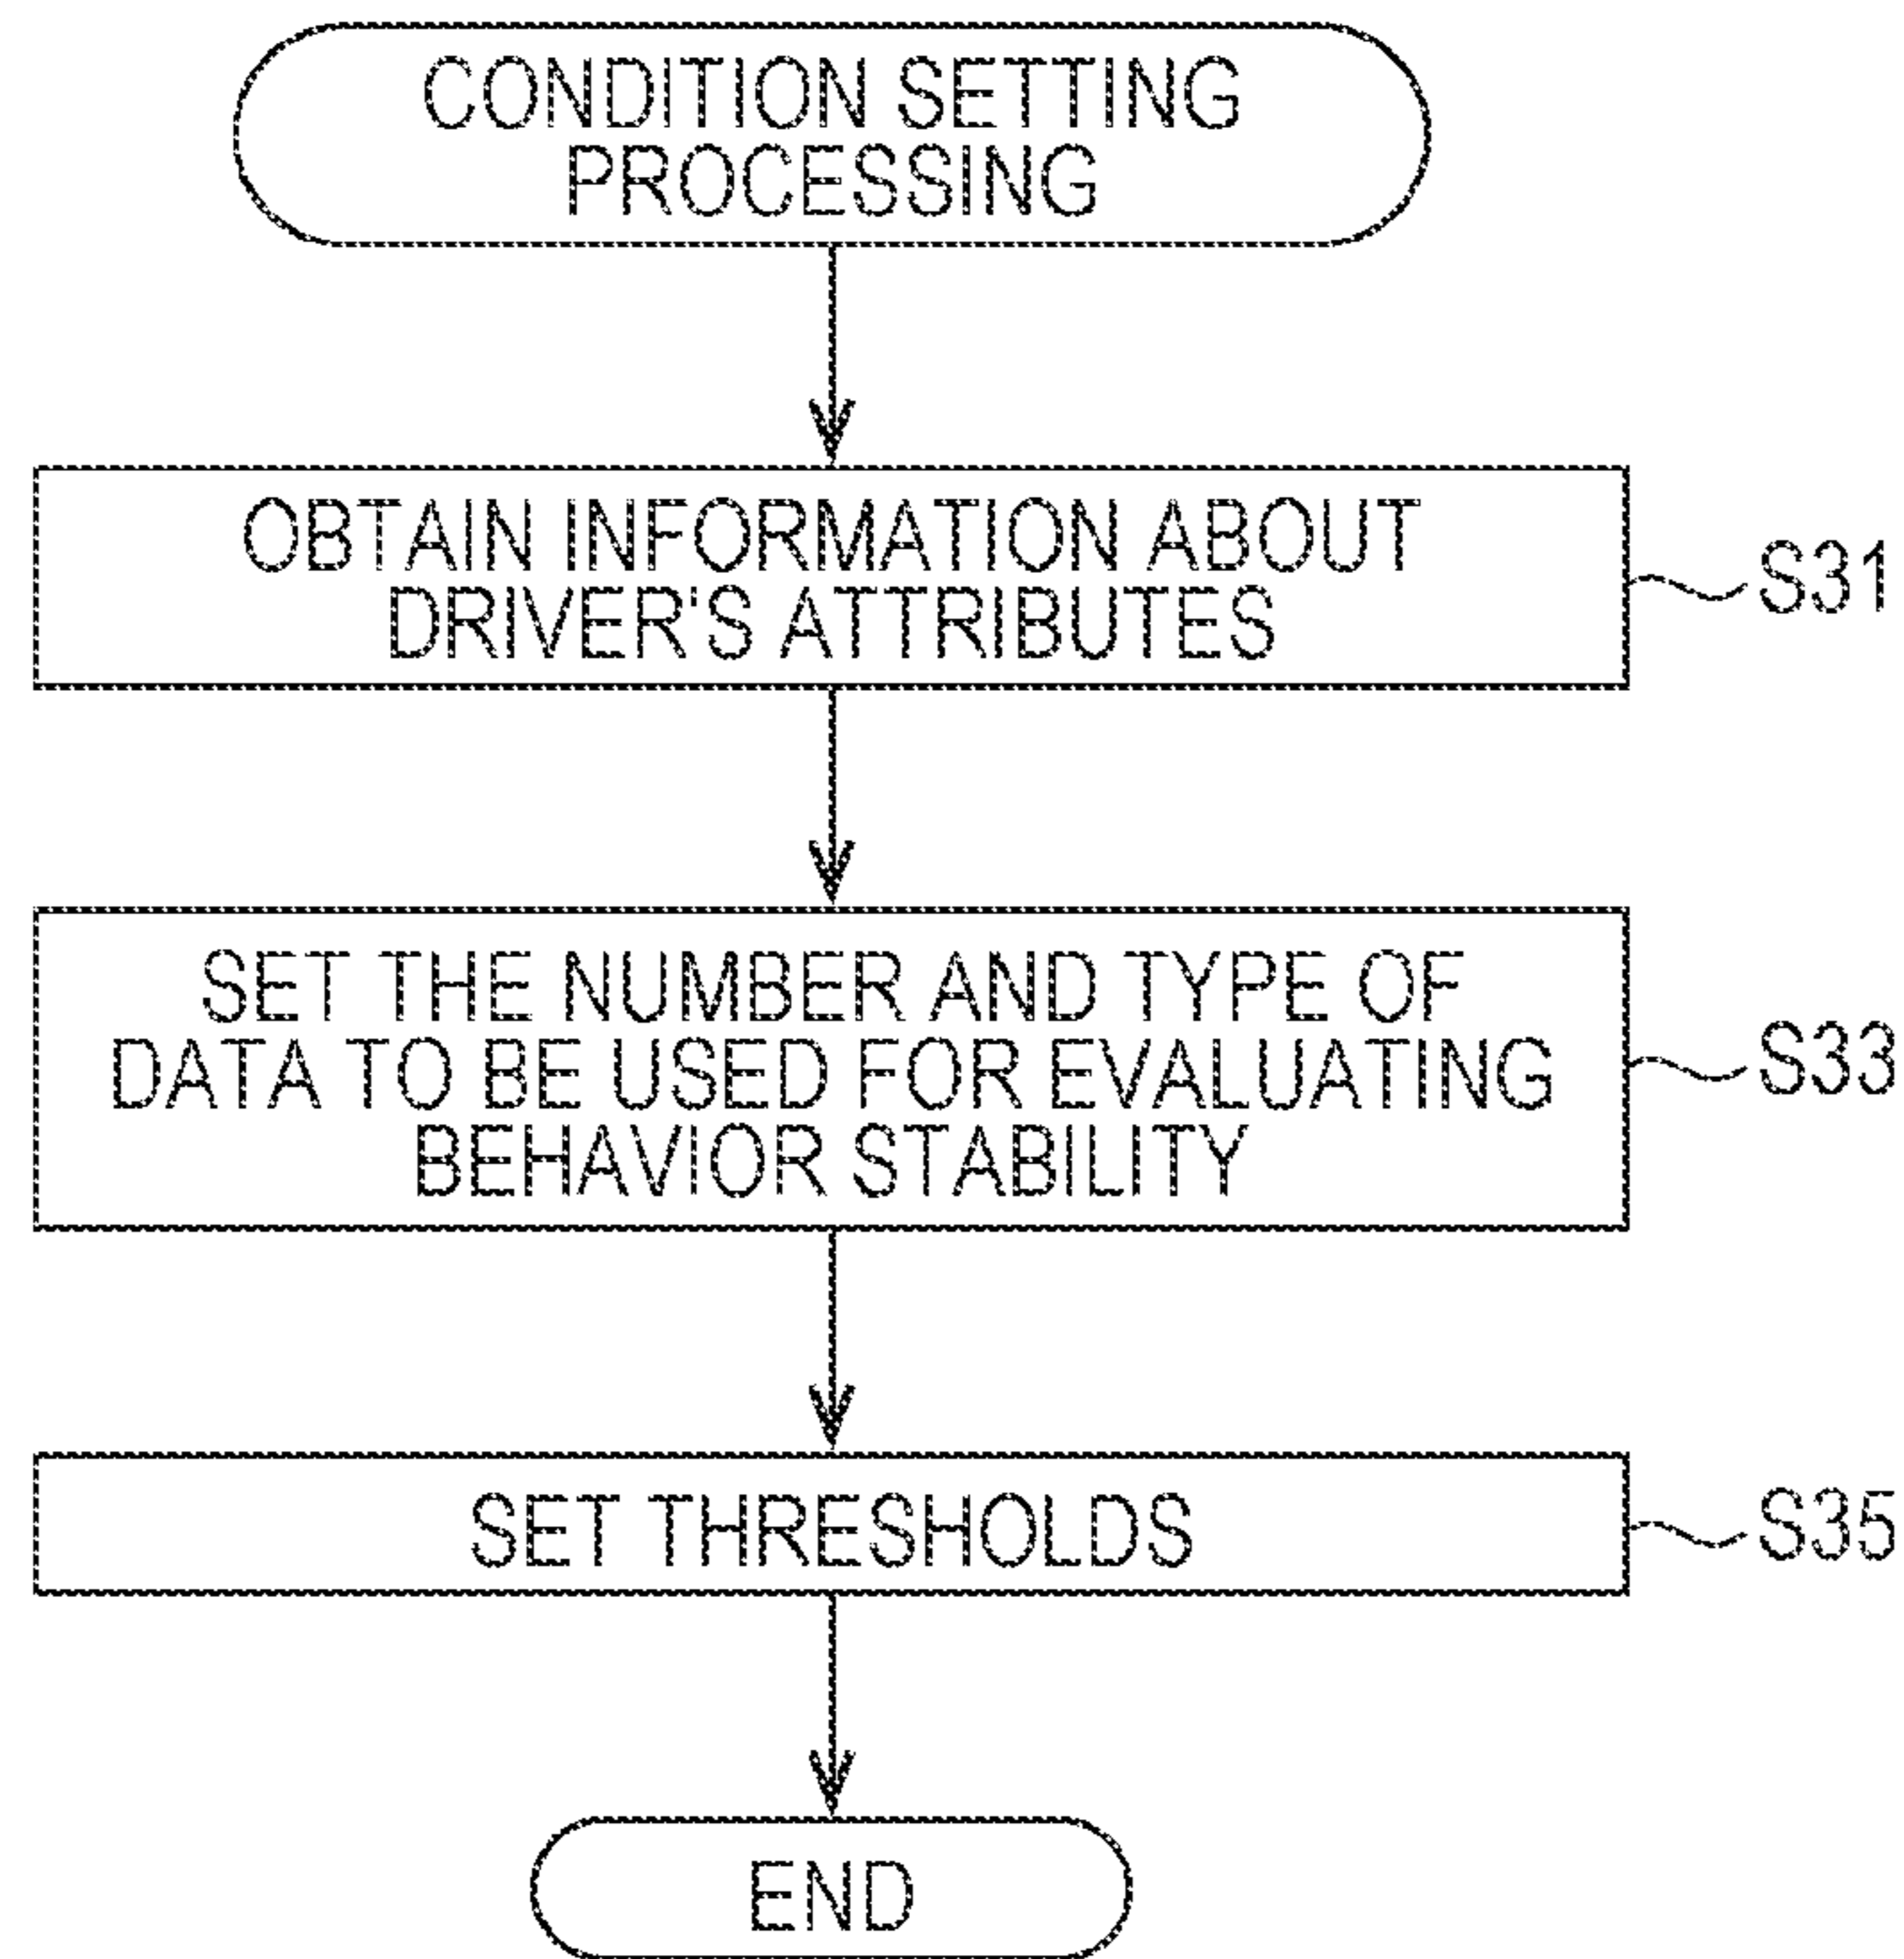 CONDITION SETTING
PROCESSING
OBTAIN INFORMATION ABOUT
DRIVER'S ATTRIBUTES
S31
SET THE NUMBER AND TYPE OF
DATA TO BE USED FOR EVALUATING
BEHAVIOR STABILITY
S33
SET THRESHOLDS
S35
END